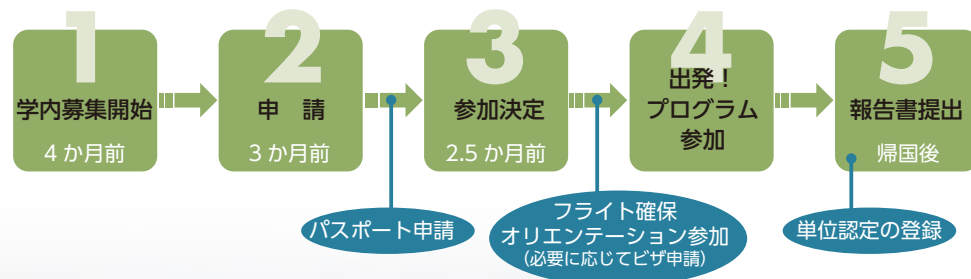 1
学内募集開始
4 か月前
2
申　請
3 か月前
3
参加決定
2.5 か月前
4
出発！
プログラム
参加
5
報告書提出
帰国後
パスポート申請
フライト確保
オリエンテーション参加
(必要に応じてビザ申請)
単位認定の登録